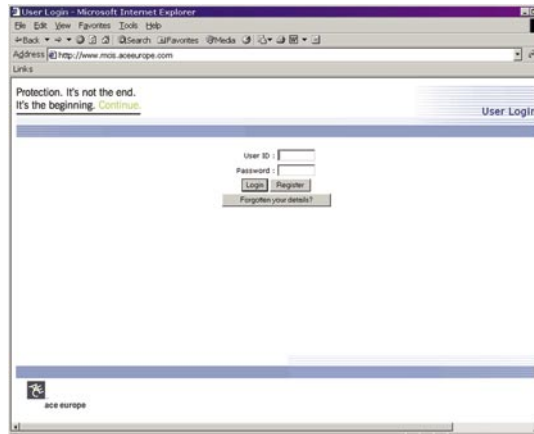 User Login - Microsoft Internet Explorer
File Edit View Favorites Tools Help
Back Search Favorites Media
Address http://www.mcis.aceeurope.com
Links
Protection. It's not the end.
It's the beginning. Continue.
User Login
User ID :
Password :
Login Register
Forgotten your details?
ace europe